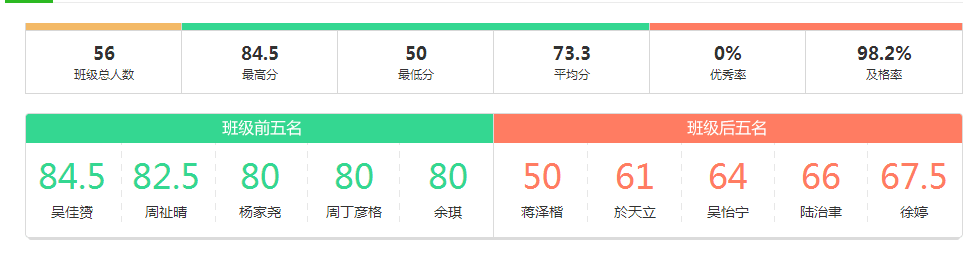 56 84.5 50 73.3 0% 98.2%
班级总人数 最高分 最低分 平均分 优秀率 及格率
班级前五名 班级后五名
84.5 82.5 80 80 80 50 61 64 66 67.5
吴佳赟 周祉晴 杨家尧 周丁彦格 余琪 蒋泽楷 於天立 吴怡宁 陆治聿 徐婷